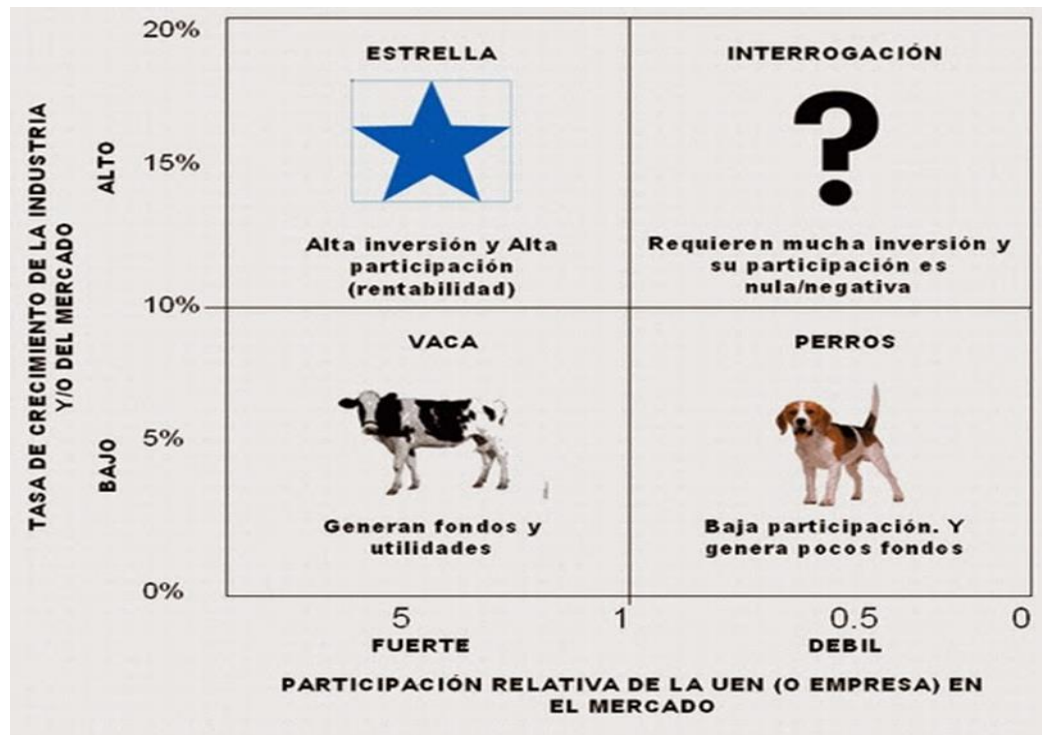 TASA DE CRECIMIENTO DE LA INDUSTRIA
Y/O DEL MERCADO
ALTO
BAJO
20%
15%
10%
5%
0%
ESTRELLA
?
Alta inversión y Alta
participación
(rentabilidad)
INTERROGACIÓN
?
Requieren mucha inversión y
su participación es
nula/negativa
VACA
Generan fondos y
utilidades
PERROS
Baja participación. Y
genera pocos fondos
5
1
0.5
0
FUERTE
DEBIL
PARTICIPACIÓN RELATIVA DE LA UEN (O EMPRESA) EN
EL MERCADO